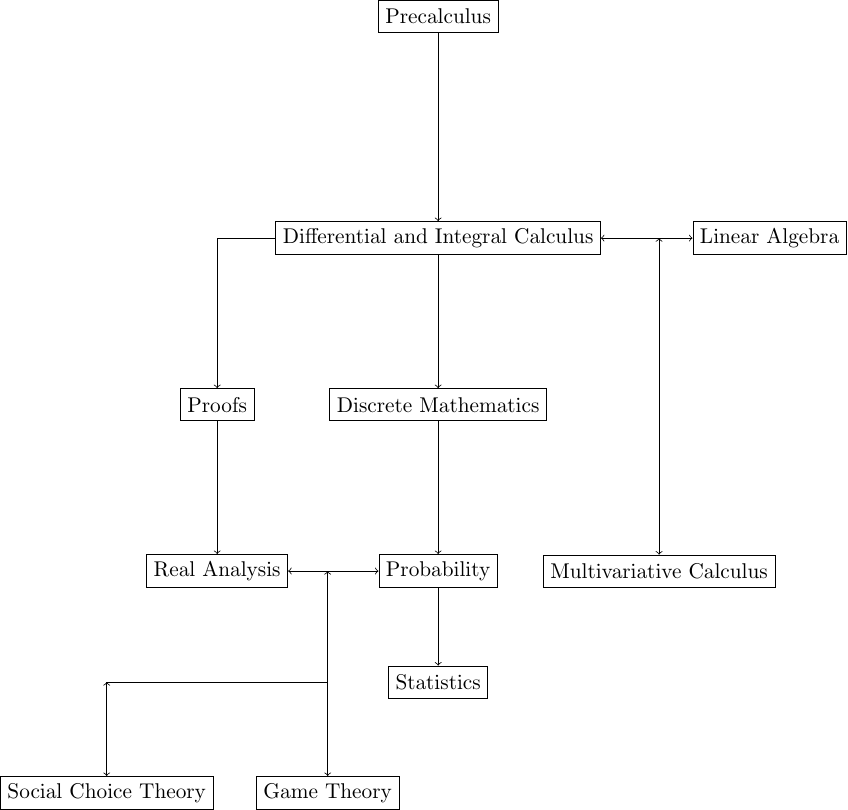 Precalculus
Differential and Integral Calculus
Linear Algebra
Proofs
Discrete Mathematics
Real Analysis
Probability
Multivariative Calculus
Statistics
Social Choice Theory
Game Theory